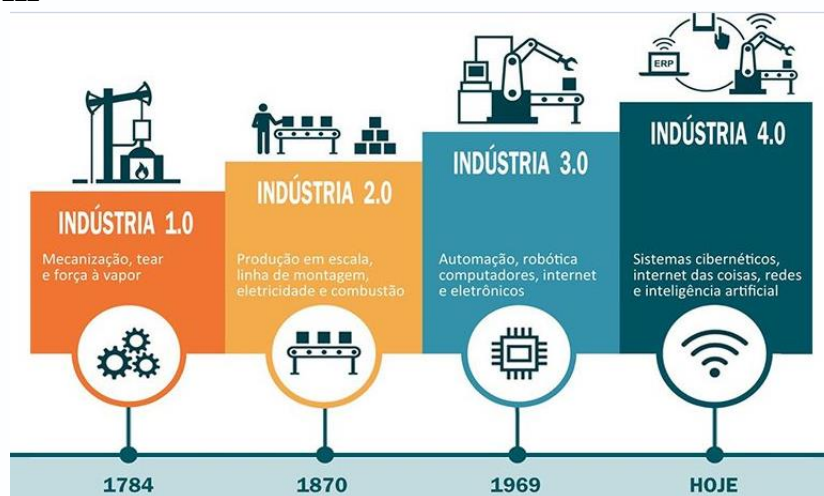 ERP
INDÚSTRIA 1.0
Mecanização, tear
e força à vapor
INDÚSTRIA 2.0
Produção em escala,
linha de montagem,
eletricidade e combustão
INDÚSTRIA 3.0
Automação, robótica
computadores, internet
e eletrônicos
INDÚSTRIA 4.0
Sistemas cibernéticos,
internet das coisas, redes
e inteligência artificial
1784
1870
1969
HOJE